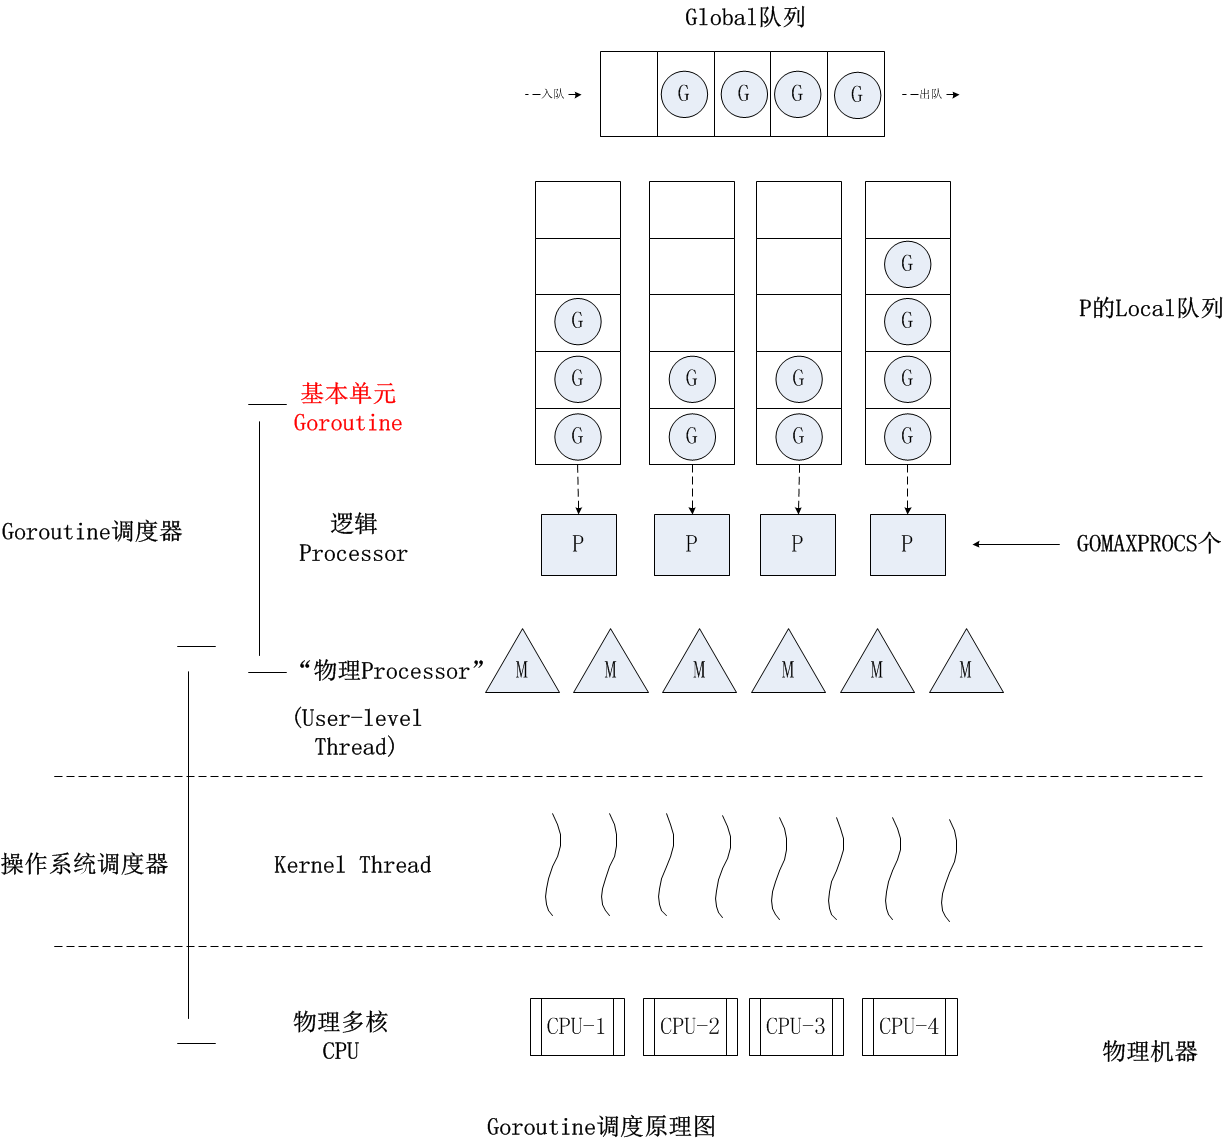 Global队列
--入队
G G G G
--出队
G
G G
P的Local队列
G G G G
基本单元
Goroutine
G G G G
Goroutine调度器
逻辑
Processor
P P P P
GOMAXPROCS个
“物理Processor”
M M M M M M
(User-level
Thread)
操作系统调度器
Kernel Thread
物理多核
CPU
CPU-1 CPU-2 CPU-3 CPU-4
物理机器
Goroutine调度原理图